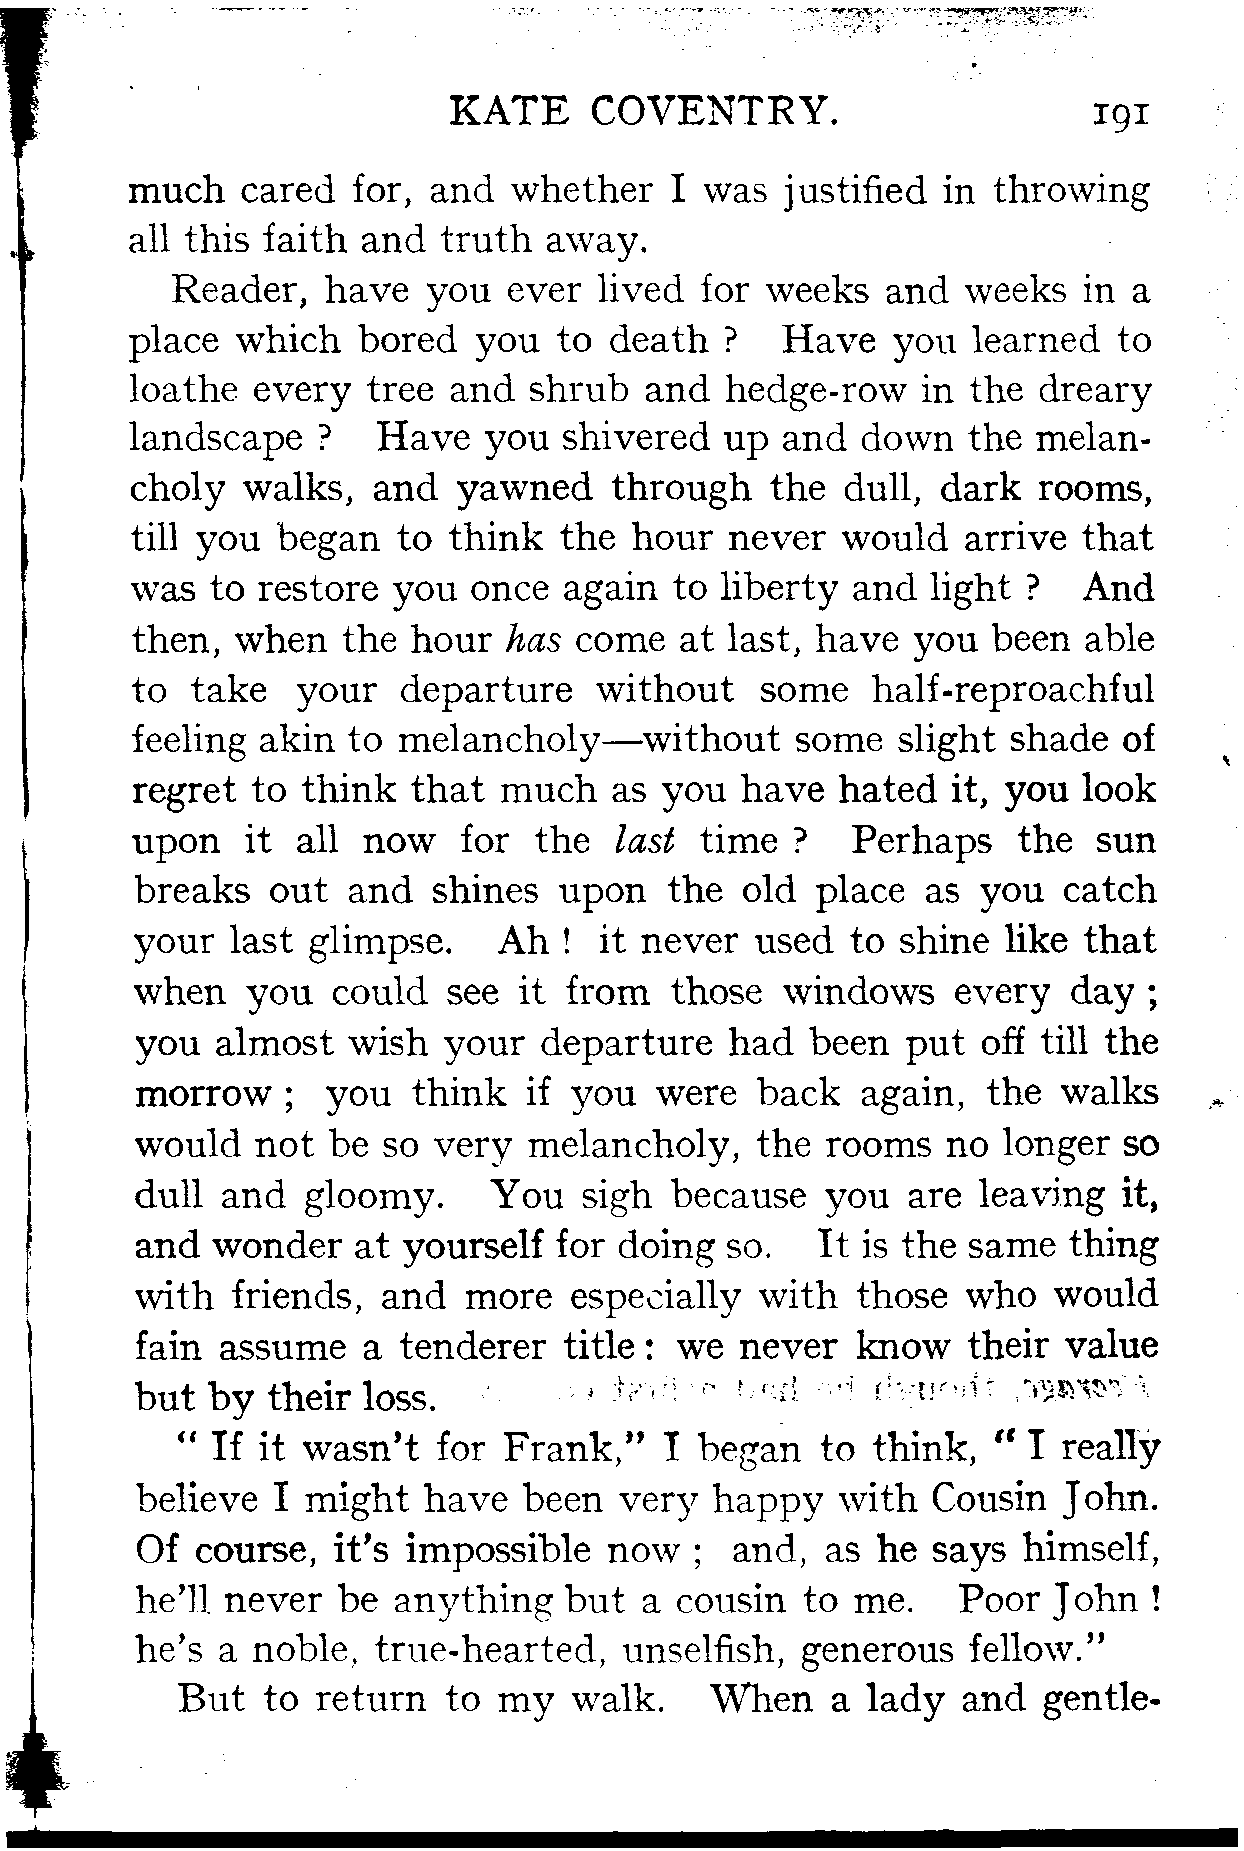 KATE COVENTRY. 191
much cared for, and whether I was justified in throwing
all this faith and truth away.
Reader, have you ever lived for weeks and weeks in a
place which bored you to death ? Have you learned to
loathe every tree and shrub and hedge-row in the dreary
landscape ? Have you shivered up and down the melan-
choly walks, and yawned through the dull, dark rooms,
till you began to think the hour never would arrive that
was to restore you once again to liberty and light ? And
then, when the hour has come at last, have you been able
to take your departure without some half-reproachful
feeling akin to melancholy—without some slight shade of
regret to think that much as you have hated it, you look
upon it all now for the last time ? Perhaps the sun
breaks out and shines upon the old place as you catch
your last glimpse. Ah ! it never used to shine like that
when you could see it from those windows every day ;
you almost wish your departure had been put off till the
morrow ; you think if you were back again, the walks
would not be so very melancholy, the rooms no longer so
dull and gloomy. You sigh because you are leaving it,
and wonder at yourself for doing so. It is the same thing
with friends, and more especially with those who would
fain assume a tenderer title : we never know their value
but by their loss.
" If it wasn't for Frank," I began to think, " I really
believe I might have been very happy with Cousin John.
Of course, it's impossible now ; and, as he says himself,
he'll never be anything but a cousin to me. Poor John !
he's a noble, true-hearted, unselfish, generous fellow."
But to return to my walk. When a lady and gentle-